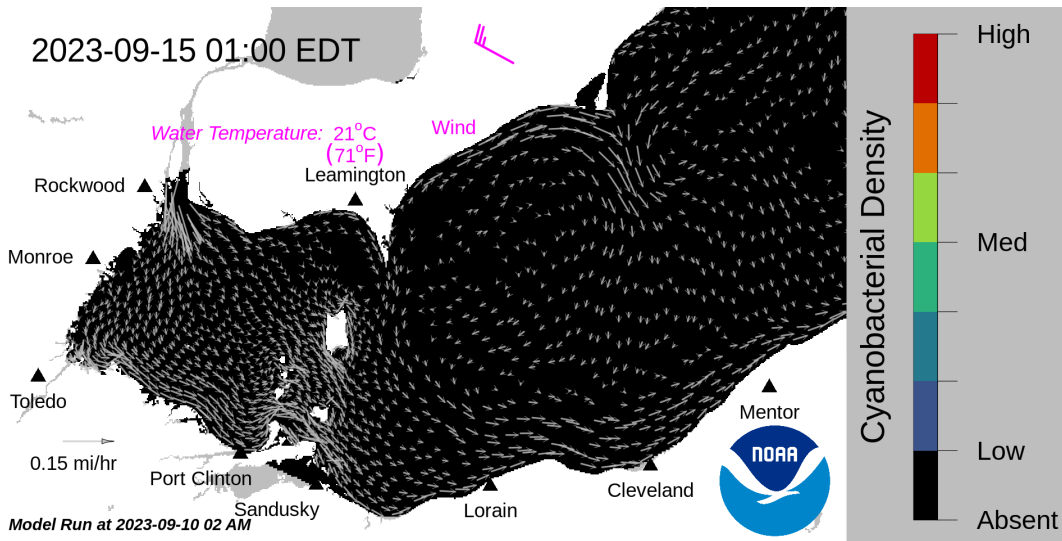 2023-09-15 01:00 EDT
Water Temperature: 21°C
(71°F)
Wind
Leamington
Rockwood
Monroe
Toledo
0.15 mi/hr
Port Clinton
Sandusky
Lorain
Cleveland
Mentor
NOAA
Model Run at 2023-09-10 02 AM
Cyanobacterial Density
High
Med
Low
Absent